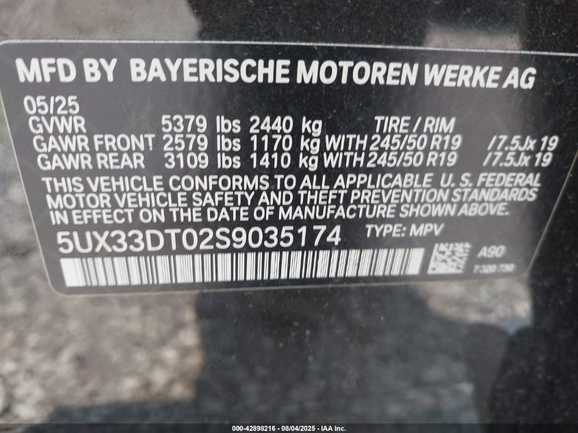 MFD BY BAYERISCHE MOTOREN WERKE AG
05/25
GVWR 5379 lbs 2440 kg TIRE / RIM
GAWR FRONT 2579 lbs 1170 kg WITH 245/50 R19 /7.5Jx19
GAWR REAR 3109 lbs 1410 kg WITH 245/50 R19 /7.5Jx19
THIS VEHICLE CONFORMS TO ALL APPLICABLE U. S. FEDERAL
MOTOR VEHICLE SAFETY AND THEFT PREVENTION STANDARDS
IN EFFECT ON THE DATE OF MANUFACTURE SHOWN ABOVE.
5UX33DT02S9035174 TYPE: MPV
A90
000-42898216 - 08/04/2025 - IAA Inc.